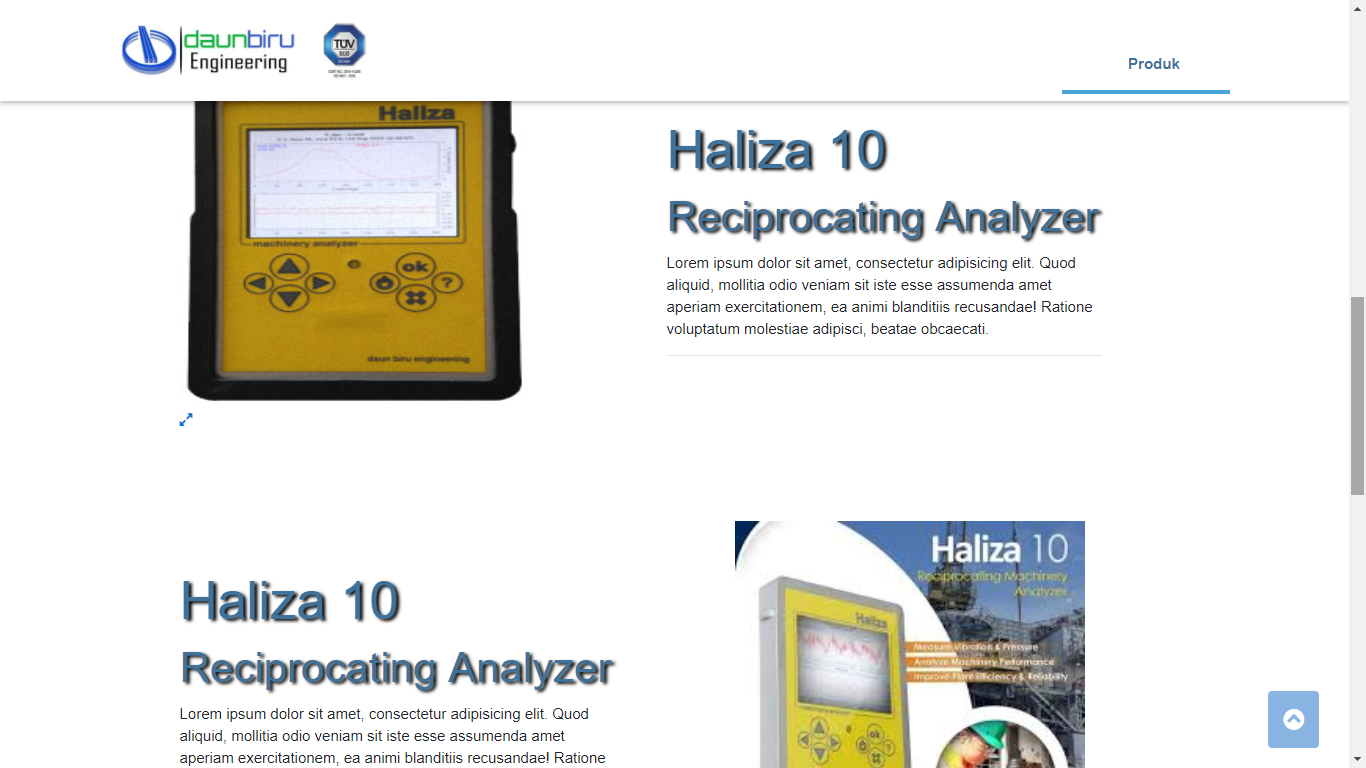 daunbiru
Engineering
TÜV
SÜD
Produk
Haliza
machinery analyzer
ok
?
daun biru engineering
Haliza 10
Reciprocating Analyzer
Lorem ipsum dolor sit amet, consectetur adipisicing elit. Quod
aliquid, mollitia odio veniam sit iste esse assumenda amet
aperiam exercitationem, ea animi blanditiis recusandae! Ratione
voluptatum molestiae adipisci, beatae obcaecati.
Haliza 10
Reciprocating Analyzer
Lorem ipsum dolor sit amet, consectetur adipisicing elit. Quod
aliquid, mollitia odio veniam sit iste esse assumenda amet
aperiam exercitationem, ea animi blanditiis recusandae! Ratione
Haliza 10
Reciprocating Machinery
Analyzer
Measure Vibration & Pressure
Analyze Machinery Performance
Improve Plant Efficiency & Reliability
Haliza
ok
?